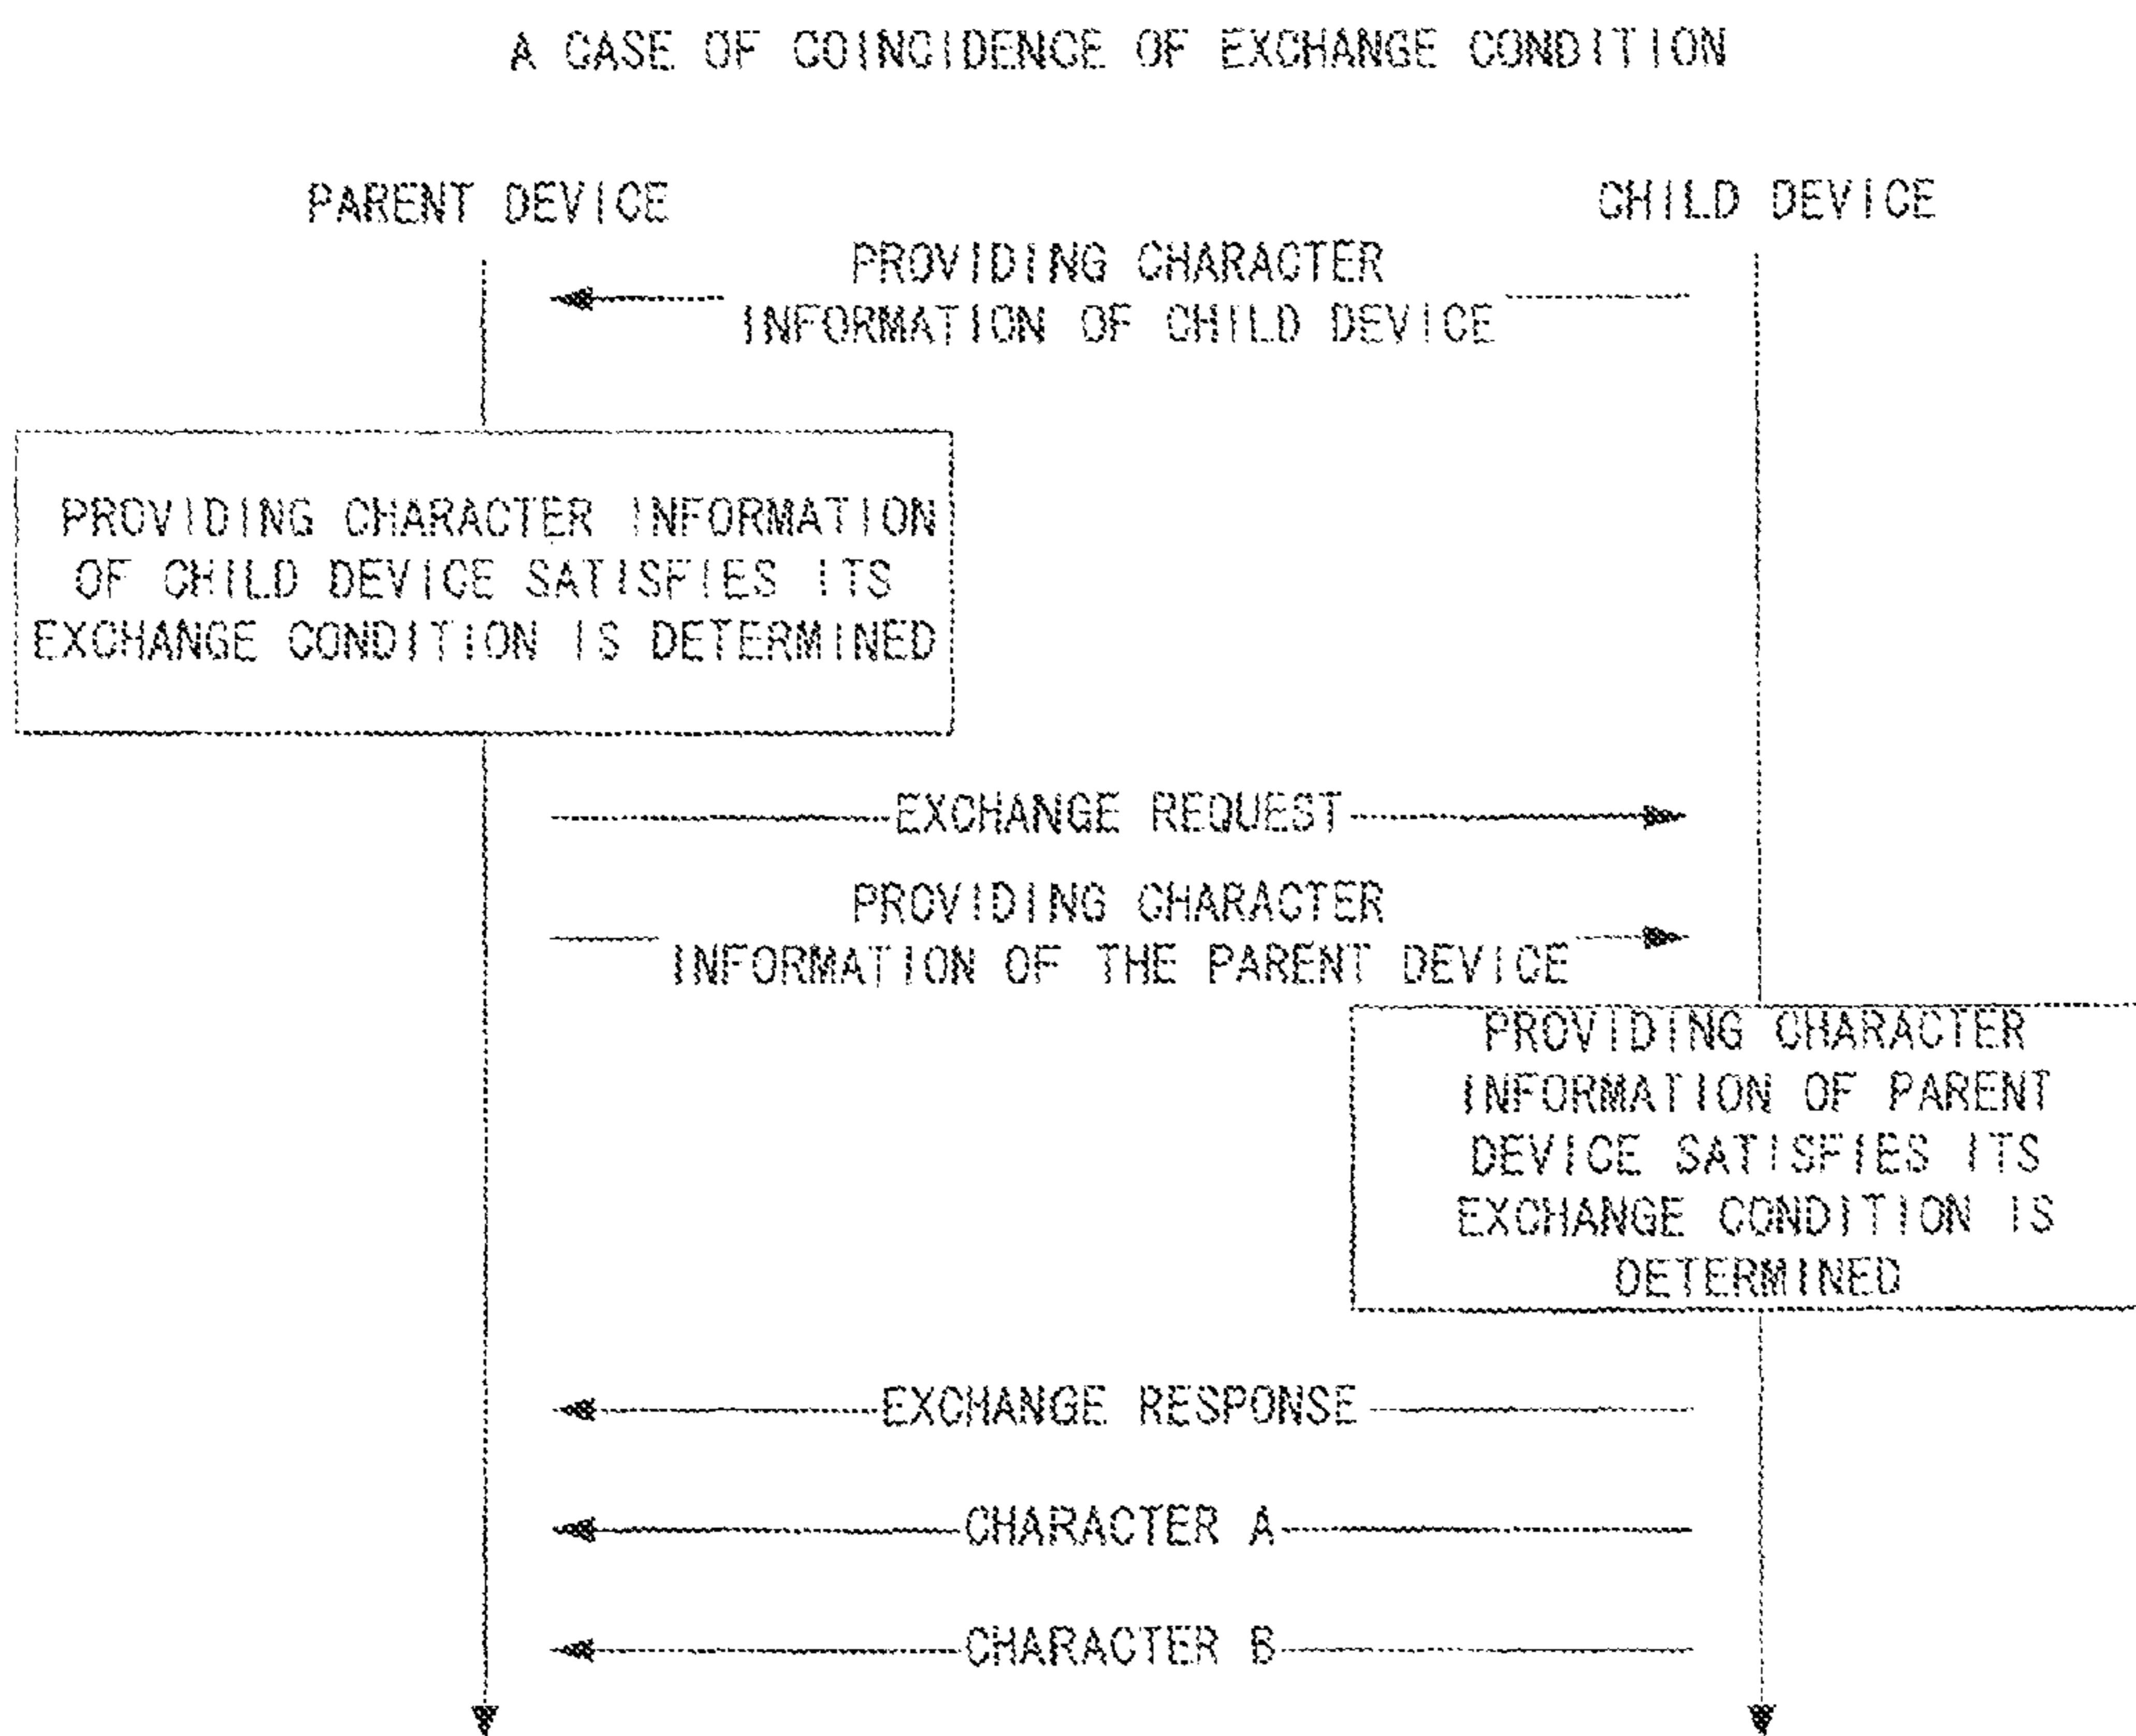 A CASE OF COINCIDENCE OF EXCHANGE CONDITION
PARENT DEVICE
CHILD DEVICE
PROVIDING CHARACTER
INFORMATION OF CHILD DEVICE
PROVIDING CHARACTER INFORMATION
OF CHILD DEVICE SATISFIES ITS
EXCHANGE CONDITION IS DETERMINED
EXCHANGE REQUEST
PROVIDING CHARACTER
INFORMATION OF THE PARENT DEVICE
PROVIDING CHARACTER
INFORMATION OF PARENT
DEVICE SATISFIES ITS
EXCHANGE CONDITION IS
DETERMINED
EXCHANGE RESPONSE
CHARACTER A
CHARACTER B